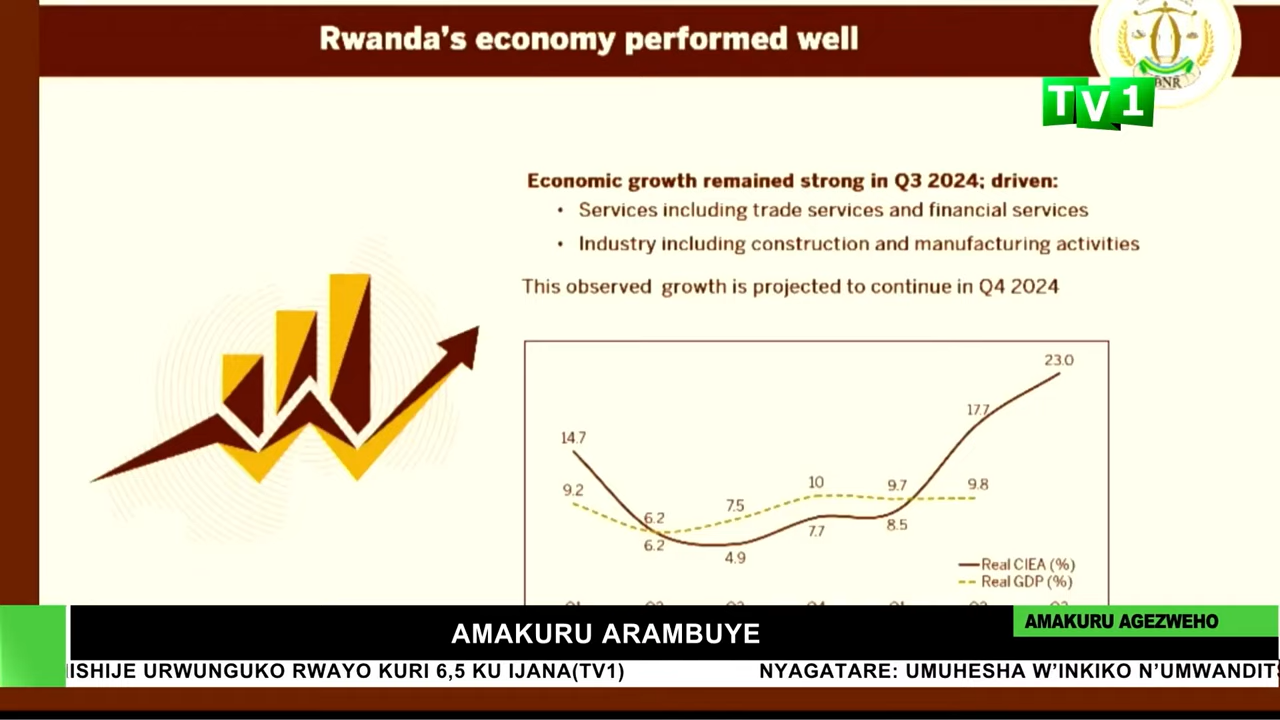 Rwanda's economy performed well
BNR
TV1
Economic growth remained strong in Q3 2024; driven:
• Services including trade services and financial services
• Industry including construction and manufacturing activities
This observed growth is projected to continue in Q4 2024
23.0
17.7
14.7
9.2
6.2
6.2
7.5
4.9
10
7.7
9.7
8.5
9.8
Real CIEA (%)
Real GDP (%)
AMAKURU AGEZWEHO
AMAKURU ARAMBUYE
ISHIJE URWUNGUKO RWAYO KURI 6,5 KU IJANA(TV1) NYAGATARE: UMUHESHA W'INKIKO N'UMWANDITS